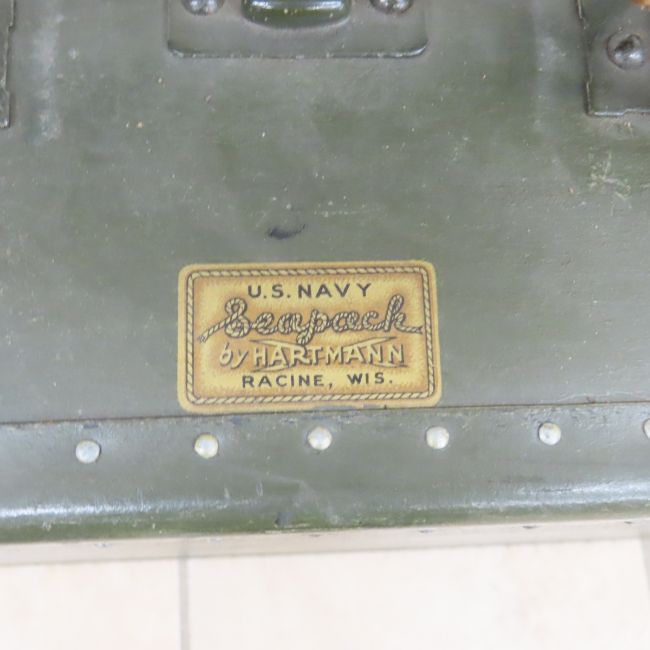 U.S. NAVY
Seapack
by HARTMANN
RACINE, WIS.